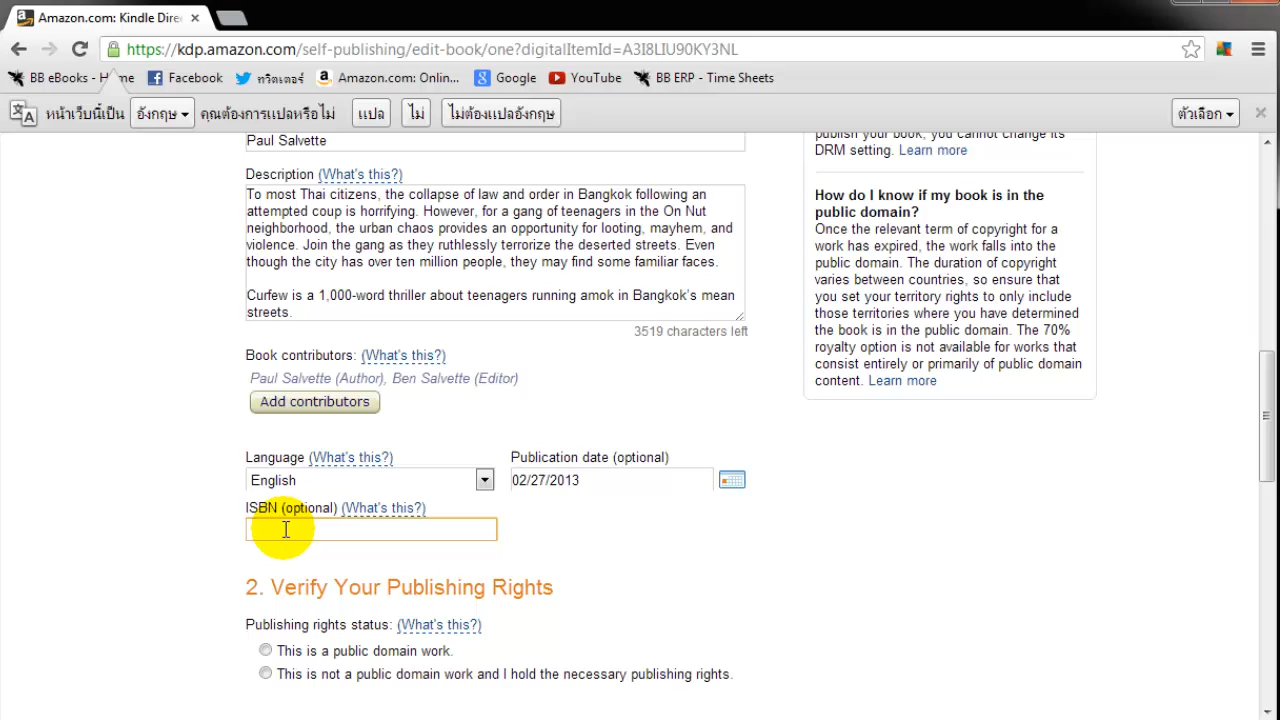 Amazon.com: Kindle Dire
https://kdp.amazon.com/self-publishing/edit-book/one?digitalItemId=A3I8LIU90KY3NL
BB eBooks - Home Facebook ทวิตเตอร์ Amazon.com: Onlin... Google YouTube BB ERP - Time Sheets
หน้าเว็บนี้เป็น อังกฤษ คุณต้องการแปลหรือไม่ แปล ไม่ ไม่ต้องแปลอังกฤษ ตัวเลือก
Paul Salvette
Description (What's this?)
To most Thai citizens, the collapse of law and order in Bangkok following an
attempted coup is horrifying. However, for a gang of teenagers in the On Nut
neighborhood, the urban chaos provides an opportunity for looting, mayhem, and
violence. Join the gang as they ruthlessly terrorize the deserted streets. Even
though the city has over ten million people, they may find some familiar faces.
Curfew is a 1,000-word thriller about teenagers running amok in Bangkok's mean
streets.
3519 characters left
Book contributors: (What's this?)
Paul Salvette (Author), Ben Salvette (Editor)
Add contributors
Language (What's this?)
English
Publication date (optional)
02/27/2013
ISBN (optional) (What's this?)
2. Verify Your Publishing Rights
Publishing rights status: (What's this?)
This is a public domain work.
This is not a public domain work and I hold the necessary publishing rights.
publish your book, you cannot change its
DRM setting. Learn more
How do I know if my book is in the
public domain?
Once the relevant term of copyright for a
work has expired, the work falls into the
public domain. The duration of copyright
varies between countries, so ensure that
you set your territory rights to only include
those territories where you have determined
the book is in the public domain. The 70%
royalty option is not available for works that
consist entirely or primarily of public domain
content. Learn more